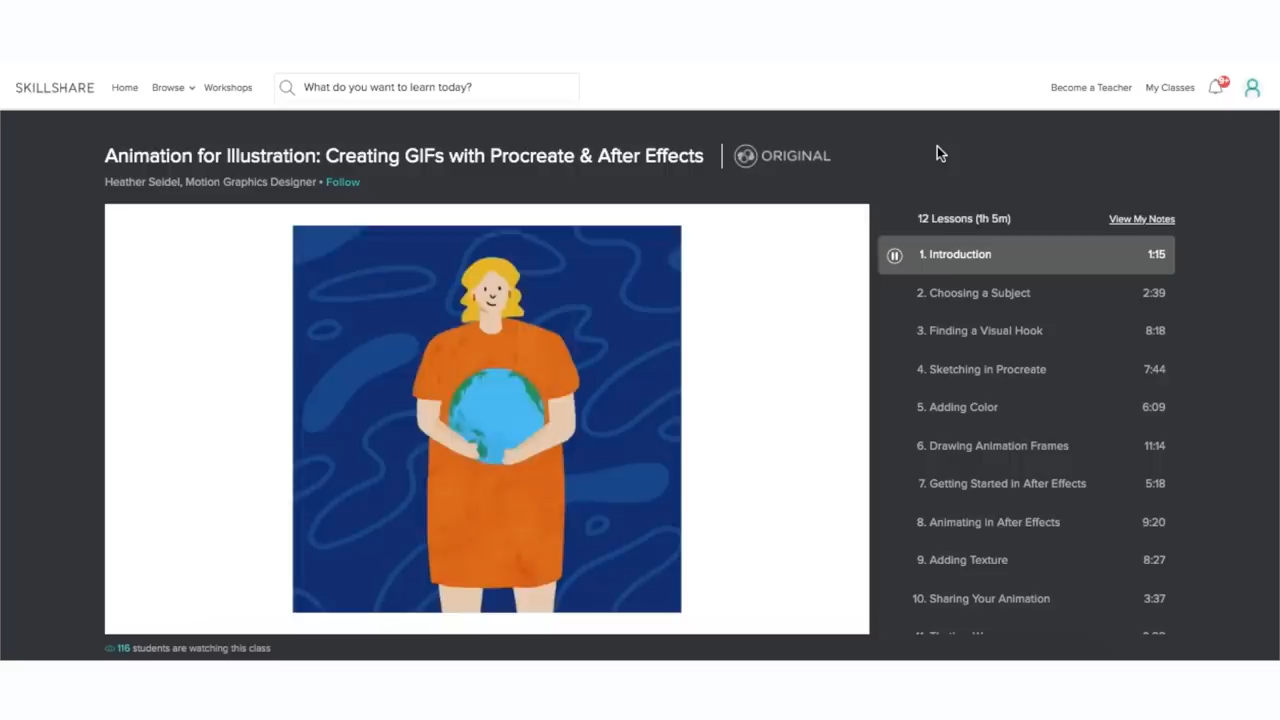 SKILLSHARE Home Browse Workshops What do you want to learn today? Become a Teacher My Classes 9+
Animation for Illustration: Creating GIFs with Procreate & After Effects ORIGINAL
Heather Seidel, Motion Graphics Designer • Follow
12 Lessons (1h 5m) View My Notes
1. Introduction 1:15
2. Choosing a Subject 2:39
3. Finding a Visual Hook 8:18
4. Sketching in Procreate 7:44
5. Adding Color 6:09
6. Drawing Animation Frames 11:14
7. Getting Started in After Effects 5:18
8. Animating in After Effects 9:20
9. Adding Texture 8:27
10. Sharing Your Animation 3:37
116 students are watching this class